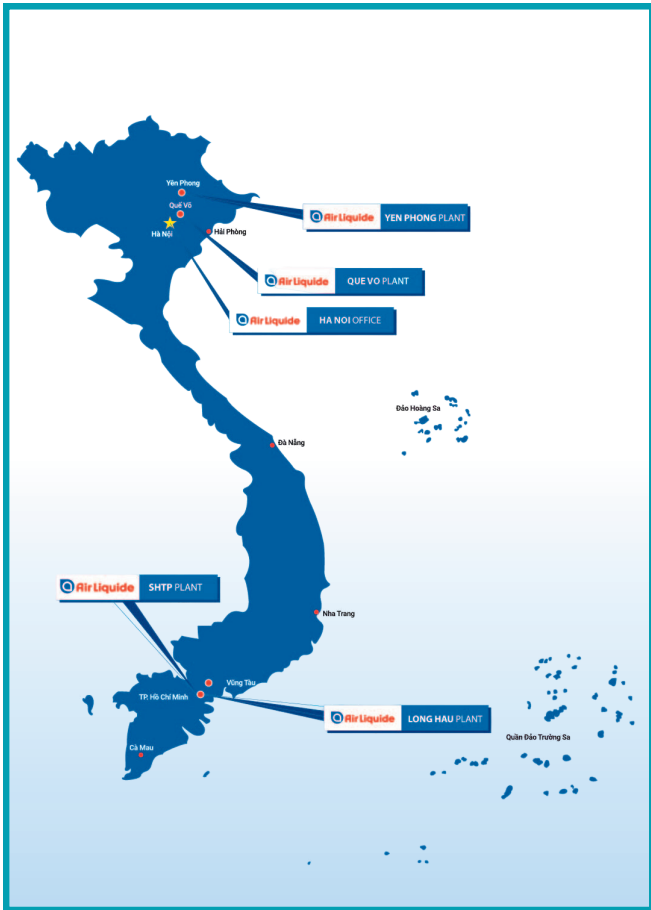 Yên Phong
Air Liquide YEN PHONG PLANT
Quế Võ
Hà Nội
Hải Phòng
Air Liquide QUE VO PLANT
Air Liquide HA NOI OFFICE
Đảo Hoàng Sa
Đà Nẵng
Air Liquide SHTP PLANT
Nha Trang
Vũng Tàu
TP. Hồ Chí Minh
Air Liquide LONG HAU PLANT
Quần Đảo Trường Sa
Cà Mau